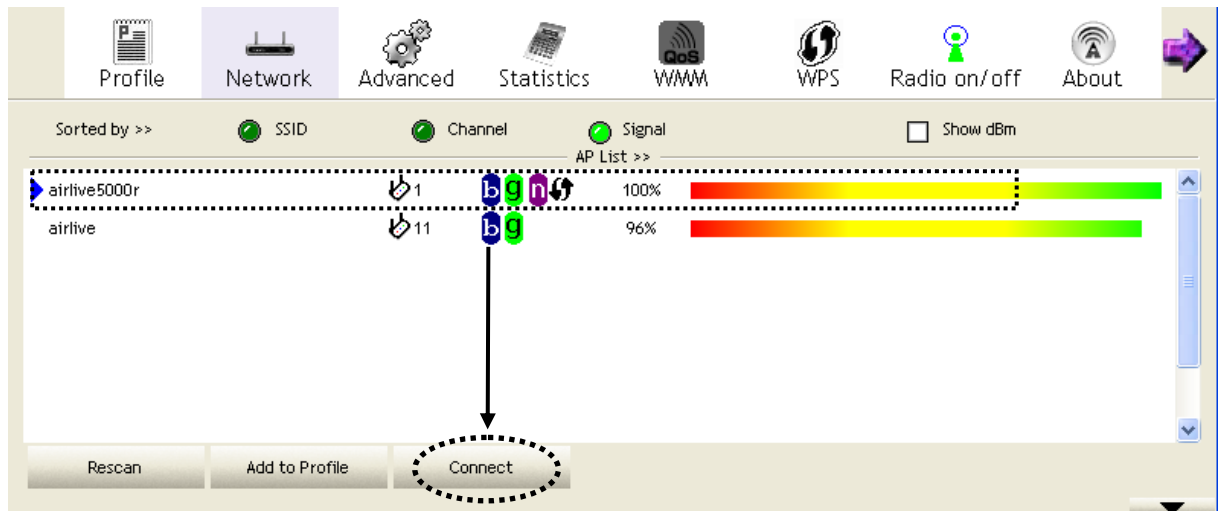 Profile Network Advanced Statistics QoS WMM WPS Radio on/off About
Sorted by >> SSID Channel Signal Show dBm
AP List >>
airlive5000r 1 b g n 100%
airlive 11 b g 96%
Rescan Add to Profile Connect